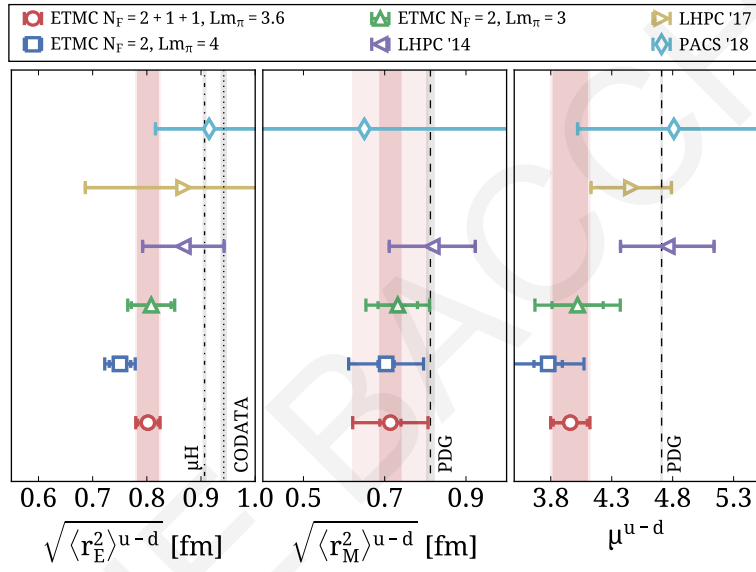 ETMC N_F = 2 + 1 + 1, Lm_π = 3.6 ETMC N_F = 2, Lm_π = 3 LHPC '17
ETMC N_F = 2, Lm_π = 4 LHPC '14 PACS '18
μH CODATA PDG PDG
0.6 0.7 0.8 0.9 1.0 0.5 0.7 0.9 3.8 4.3 4.8 5.3
√⟨r_E^2⟩^{u-d} [fm] √⟨r_M^2⟩^{u-d} [fm] μ^{u-d}